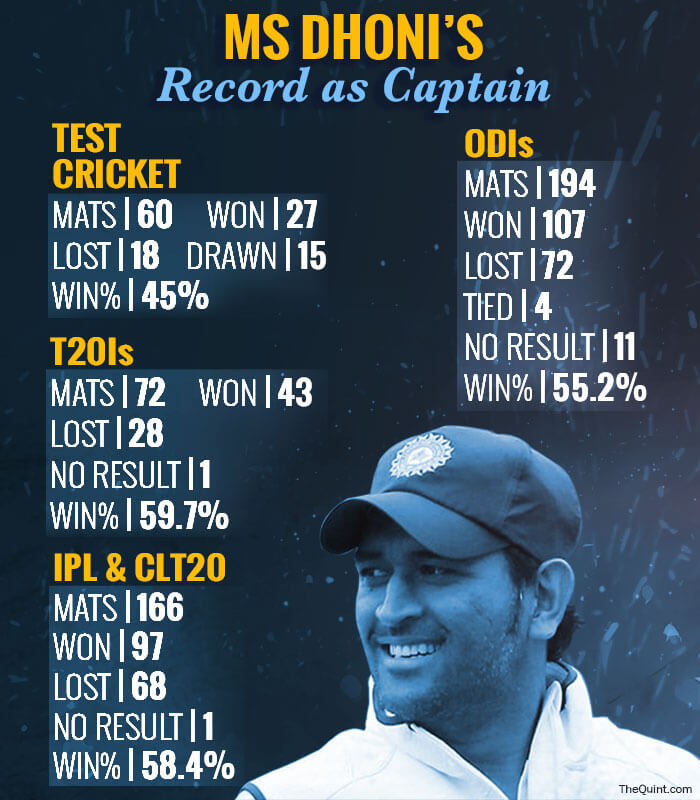 MS DHONI'S
Record as Captain
TEST
CRICKET
MATS | 60 WON | 27
LOST | 18 DRAWN | 15
WIN% | 45%
T20Is
MATS | 72 WON | 43
LOST | 28
NO RESULT | 1
WIN% | 59.7%
IPL & CLT20
MATS | 166
WON | 97
LOST | 68
NO RESULT | 1
WIN% | 58.4%
ODIs
MATS | 194
WON | 107
LOST | 72
TIED | 4
NO RESULT | 11
WIN% | 55.2%
TheQuint.com